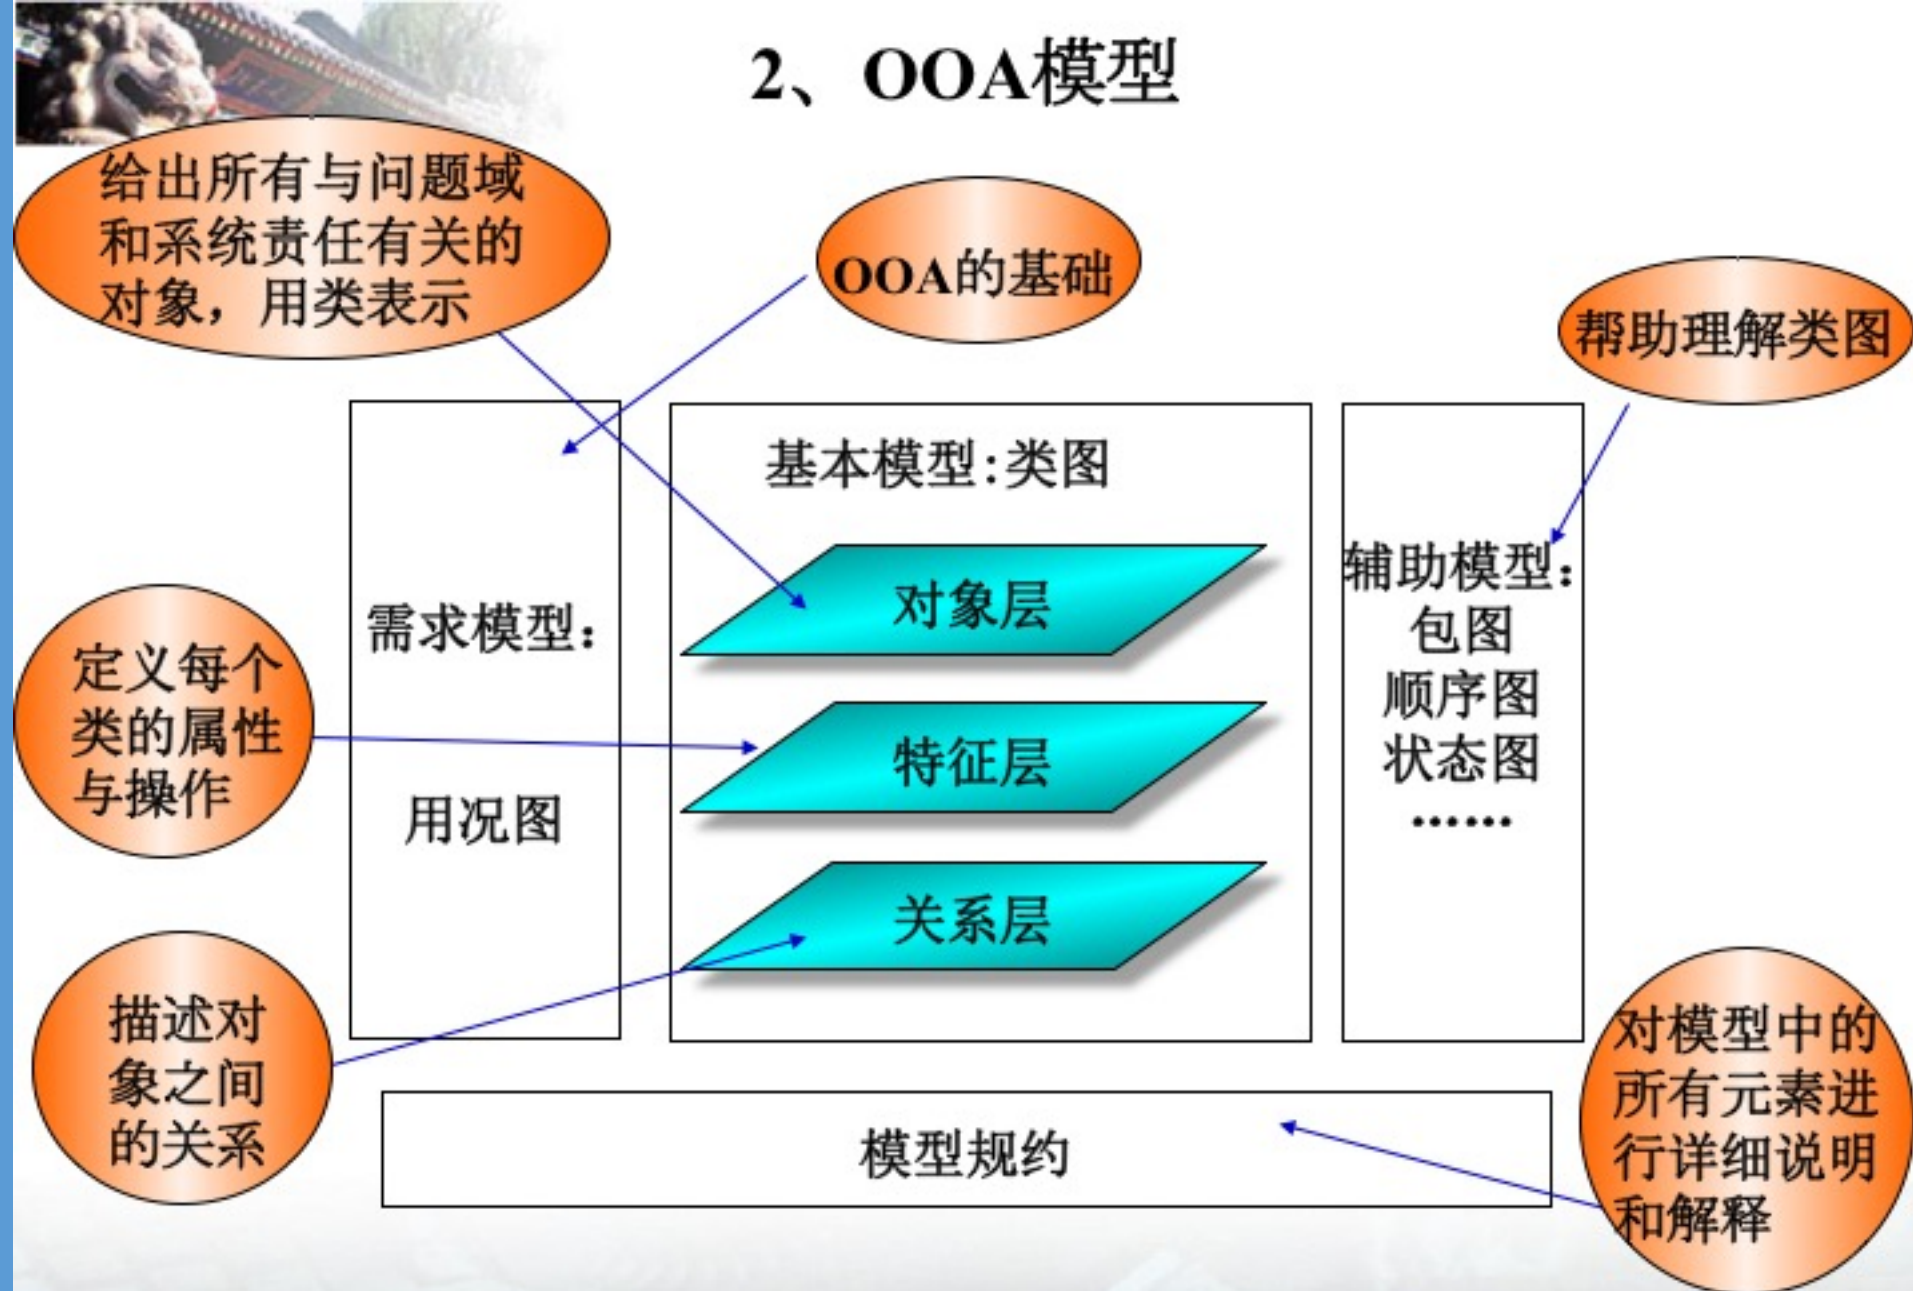 2、OOA模型
给出所有与问题域
和系统责任有关的
对象，用类表示
OOA的基础
帮助理解类图
需求模型：
用况图
基本模型:类图
对象层
特征层
关系层
辅助模型：
包图
顺序图
状态图
……
定义每个
类的属性
与操作
描述对
象之间
的关系
模型规约
对模型中的
所有元素进
行详细说明
和解释